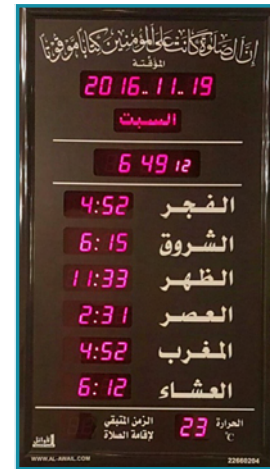 إن الصلوة كانت على المؤمنين كتابا موقوتا
المؤقتة
2016.11.19
السبت
6 49 12
الفجر 4:52
الشروق 6:15
الظهر 11:33
العصر 2:31
المغرب 4:52
العشاء 6:12
الحرارة °C 23 الزمن المتبقي لإقامة الصلاة
الأوائل
WWW.AL-AWAIL.COM 22660204